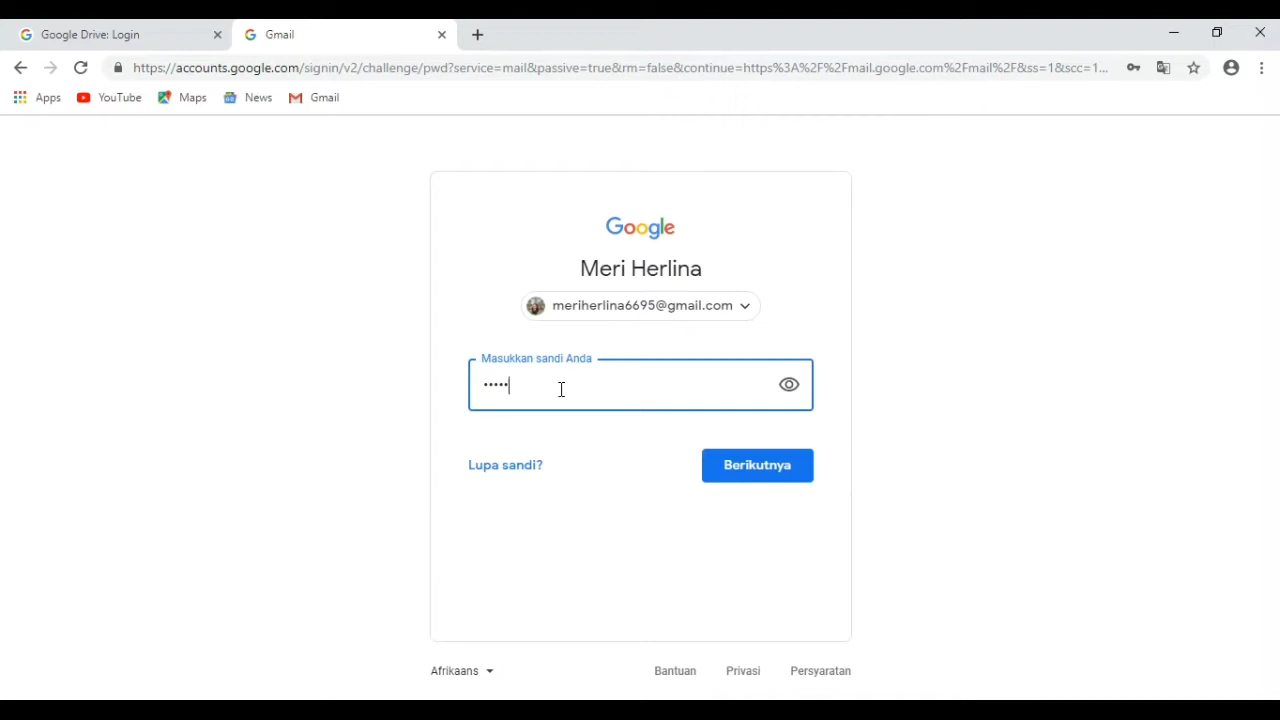 Google Drive: Login
Gmail
https://accounts.google.com/signin/v2/challenge/pwd?service=mail&passive=true&rm=false&continue=https%3A%2F%2Fmail.google.com%2Fmail%2F&ss=1&scc=1...
Apps
YouTube
Maps
News
Gmail
Google
Meri Herlina
meriherlina6695@gmail.com
Masukkan sandi Anda
•••••
Lupa sandi?
Berikutnya
Afrikaans
Bantuan
Privasi
Persyaratan